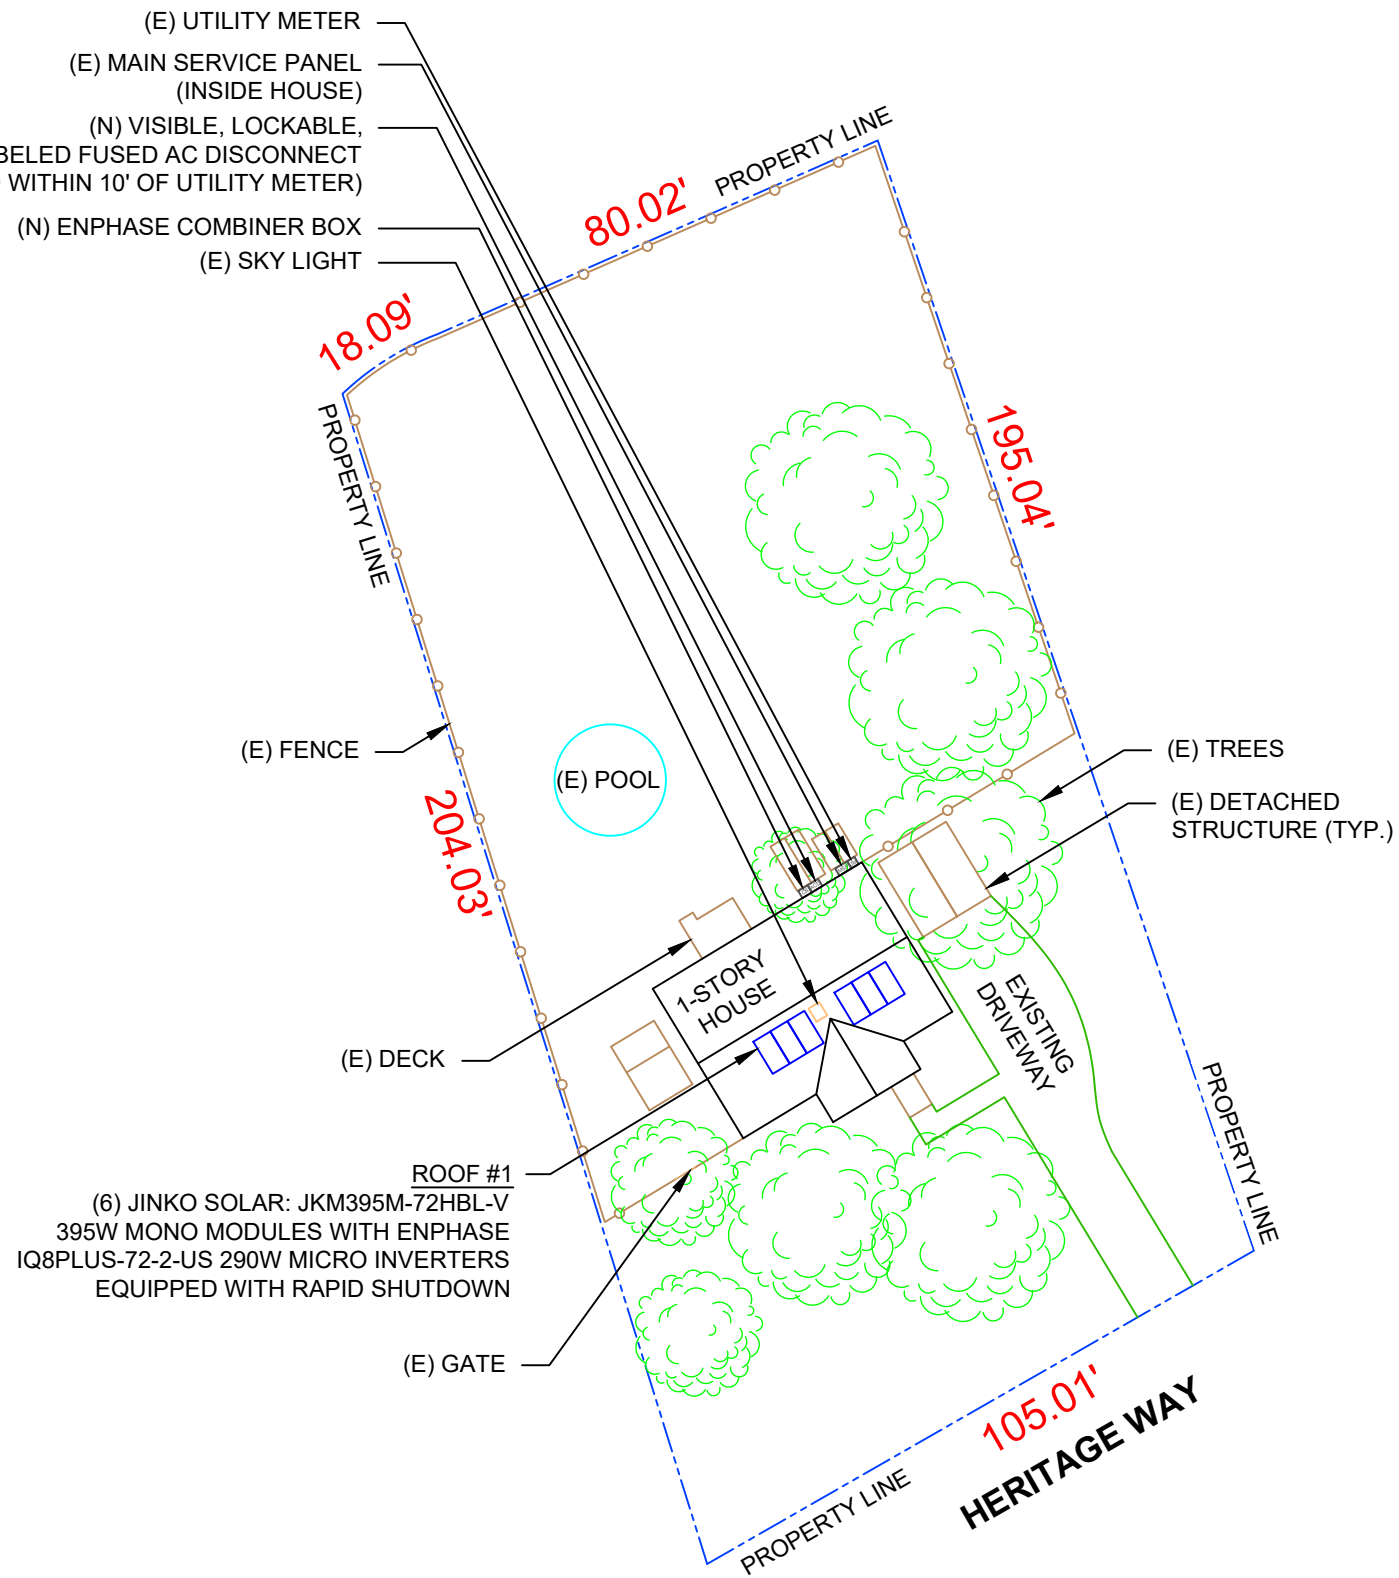 (E) UTILITY METER
(E) MAIN SERVICE PANEL
(INSIDE HOUSE)
(N) VISIBLE, LOCKABLE,
BELED FUSED AC DISCONNECT
WITHIN 10' OF UTILITY METER)
(N) ENPHASE COMBINER BOX
(E) SKY LIGHT
PROPERTY LINE
80.02'
18.09'
PROPERTY LINE
195.04'
(E) FENCE
(E) POOL
(E) TREES
(E) DETACHED
STRUCTURE (TYP.)
204.03'
1-STORY
HOUSE
EXISTING
DRIVEWAY
(E) DECK
PROPERTY LINE
ROOF #1
(6) JINKO SOLAR: JKM395M-72HBL-V
395W MONO MODULES WITH ENPHASE
IQ8PLUS-72-2-US 290W MICRO INVERTERS
EQUIPPED WITH RAPID SHUTDOWN
(E) GATE
105.01'
HERITAGE WAY
PROPERTY LINE